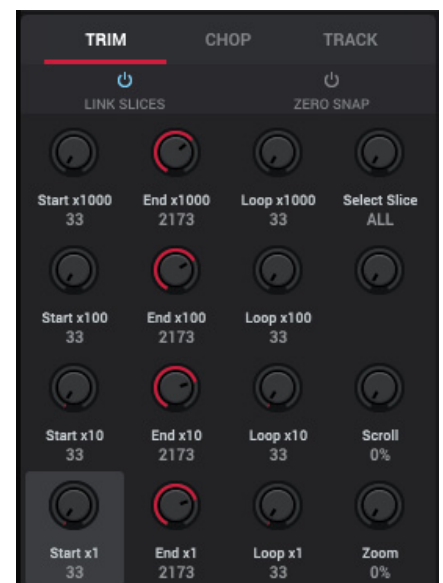 TRIM CHOP TRACK
LINK SLICES ZERO SNAP
Start x1000 End x1000 Loop x1000 Select Slice
33 2173 33 ALL
Start x100 End x100 Loop x100
33 2173 33
Start x10 End x10 Loop x10 Scroll
33 2173 33 0%
Start x1 End x1 Loop x1 Zoom
33 2173 33 0%